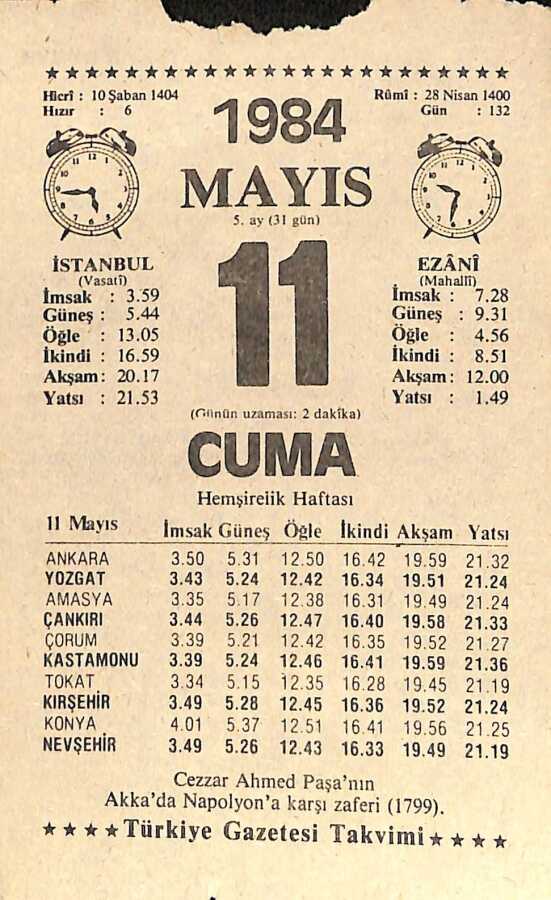 ★★★★★★★★★★★★★★★★★★★★★★★★★★★★
Hicrî : 10 Şaban 1404
Hızır : 6
Rûmî : 28 Nisan 1400
Gün : 132
1984
MAYIS
5. ay (31 gün)
11
İSTANBUL
(Vasatî)
İmsak : 3.59
Güneş : 5.44
Öğle : 13.05
İkindi : 16.59
Akşam : 20.17
Yatsı : 21.53
EZÂNÎ
(Mahallî)
İmsak : 7.28
Güneş : 9.31
Öğle : 4.56
İkindi : 8.51
Akşam : 12.00
Yatsı : 1.49
(Günün uzaması: 2 dakîka)
CUMA
Hemşirelik Haftası
11 Mayıs İmsak Güneş Öğle İkindi Akşam Yatsı
ANKARA 3.50 5.31 12.50 16.42 19.59 21.32
YOZGAT 3.43 5.24 12.42 16.34 19.51 21.24
AMASYA 3.35 5.17 12.38 16.31 19.49 21.24
ÇANKIRI 3.44 5.26 12.47 16.40 19.58 21.33
ÇORUM 3.39 5.21 12.42 16.35 19.52 21.27
KASTAMONU 3.39 5.24 12.46 16.41 19.59 21.36
TOKAT 3.34 5.15 12.35 16.28 19.45 21.19
KIRŞEHİR 3.49 5.28 12.45 16.36 19.52 21.24
KONYA 4.01 5.37 12.51 16.41 19.56 21.25
NEVŞEHİR 3.49 5.26 12.43 16.33 19.49 21.19
Cezzar Ahmed Paşa'nın
Akka'da Napolyon'a karşı zaferi (1799).
★★★★Türkiye Gazetesi Takvimi★★★★